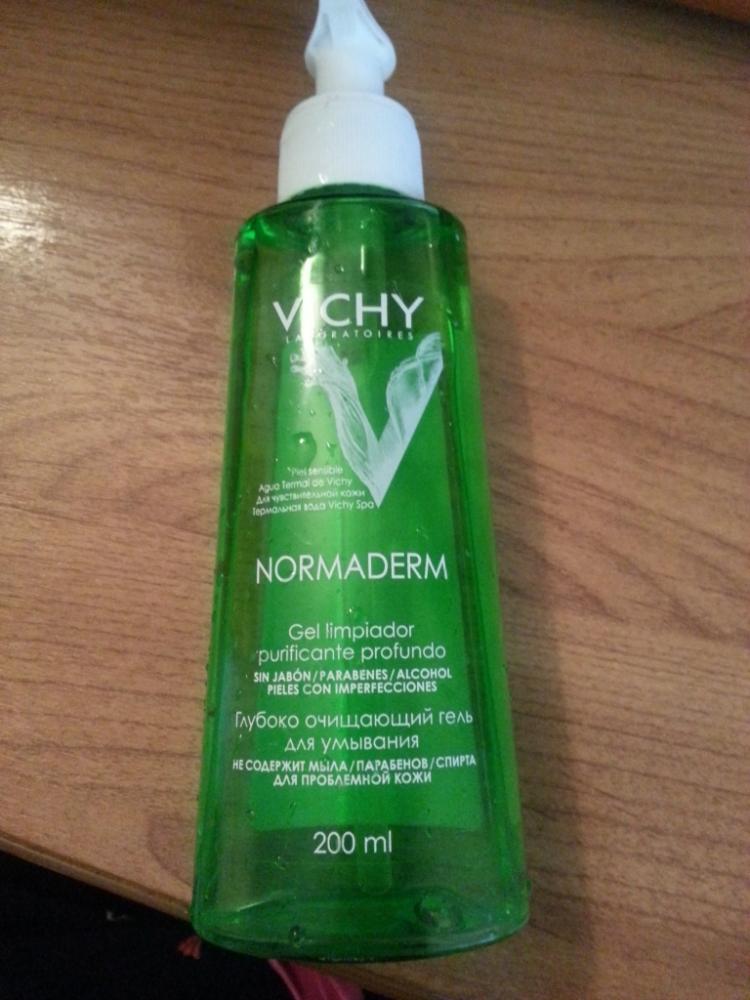 VICHY
LABORATOIRES
*Piel sensible
Agua Termal de Vichy
Для чувствительной кожи
Термальная вода Vichy Spa
NORMADERM
Gel limpiador
purificante profundo
SIN JABÓN/PARABENES/ALCOHOL
PIELES CON IMPERFECCIONES
Глубоко очищающий гель
для умывания
НЕ СОДЕРЖИТ МЫЛА/ПАРАБЕНОВ/СПИРТА
ДЛЯ ПРОБЛЕМНОЙ КОЖИ
200 ml